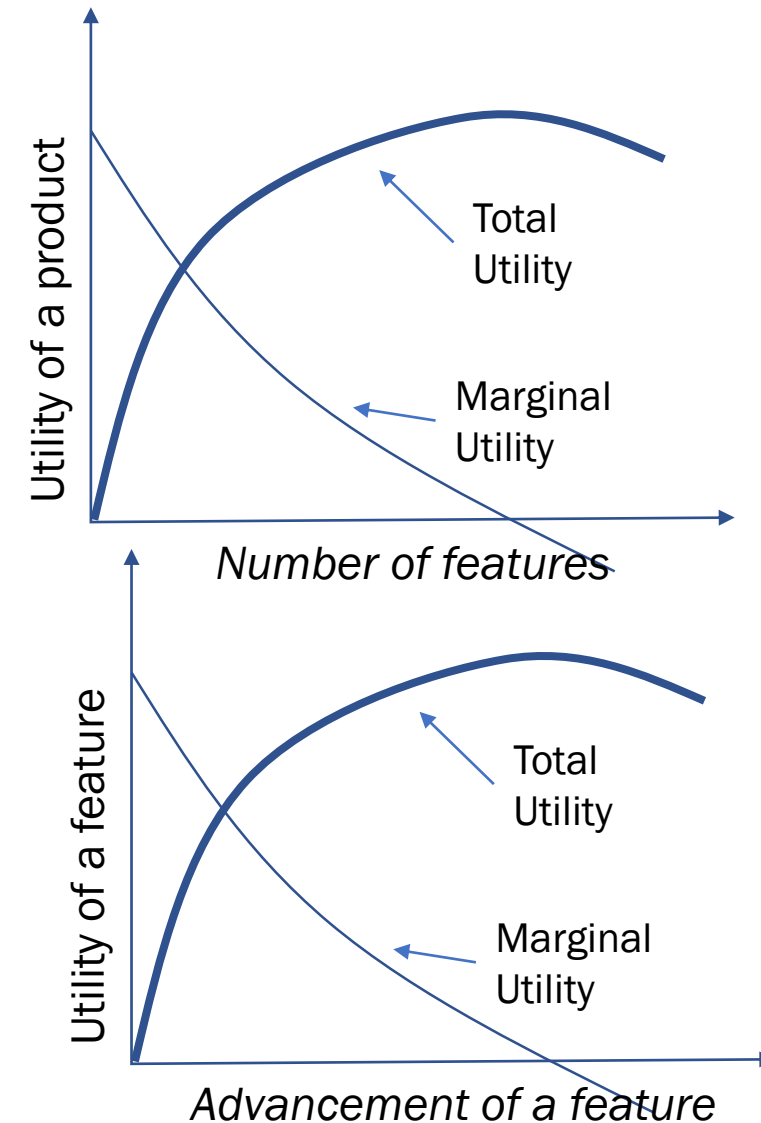 Utility of a product
Total
Utility
Marginal
Utility
Number of features
Utility of a feature
Total
Utility
Marginal
Utility
Advancement of a feature